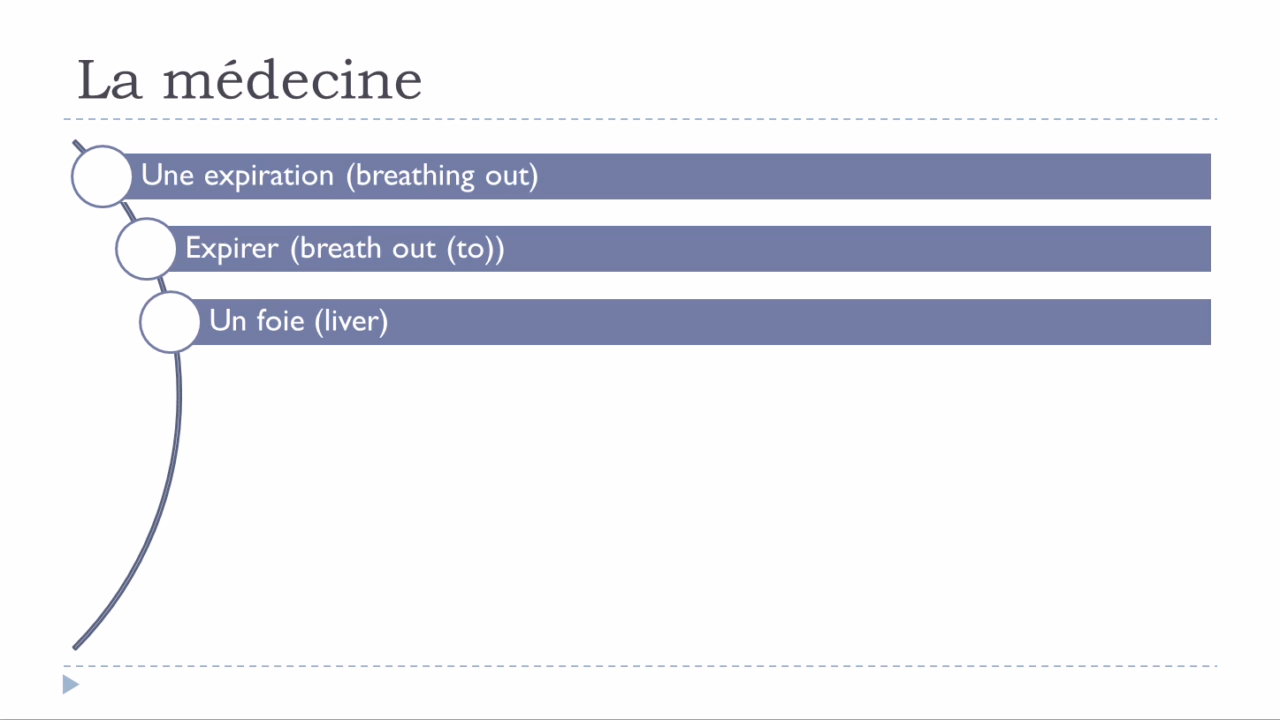 La médecine
Une expiration (breathing out)
Expirer (breath out (to))
Un foie (liver)